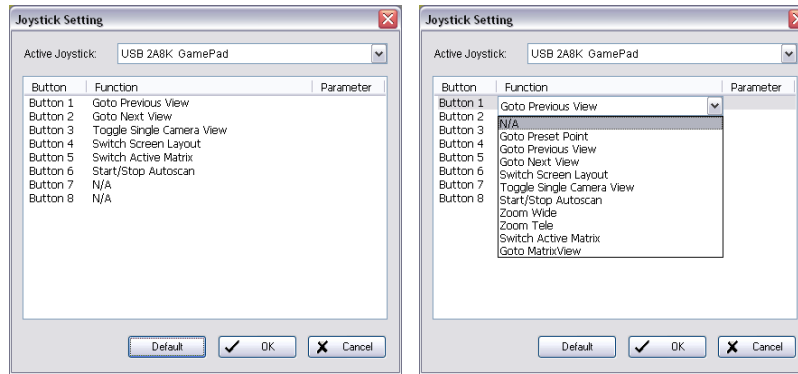 Joystick Setting
Active Joystick: USB 2A8K GamePad
Button Function Parameter
Button 1 Goto Previous View
Button 2 Goto Next View
Button 3 Toggle Single Camera View
Button 4 Switch Screen Layout
Button 5 Switch Active Matrix
Button 6 Start/Stop Autoscan
Button 7 N/A
Button 8 N/A
Default OK Cancel
Joystick Setting
Active Joystick: USB 2A8K GamePad
Button Function Parameter
Button 1 Goto Previous View
Button 2
Button 3
Button 4
Button 5
Button 6
Button 7
Button 8
N/A
Goto Preset Point
Goto Previous View
Goto Next View
Switch Screen Layout
Toggle Single Camera View
Start/Stop Autoscan
Zoom Wide
Zoom Tele
Switch Active Matrix
Goto MatrixView
Default OK Cancel